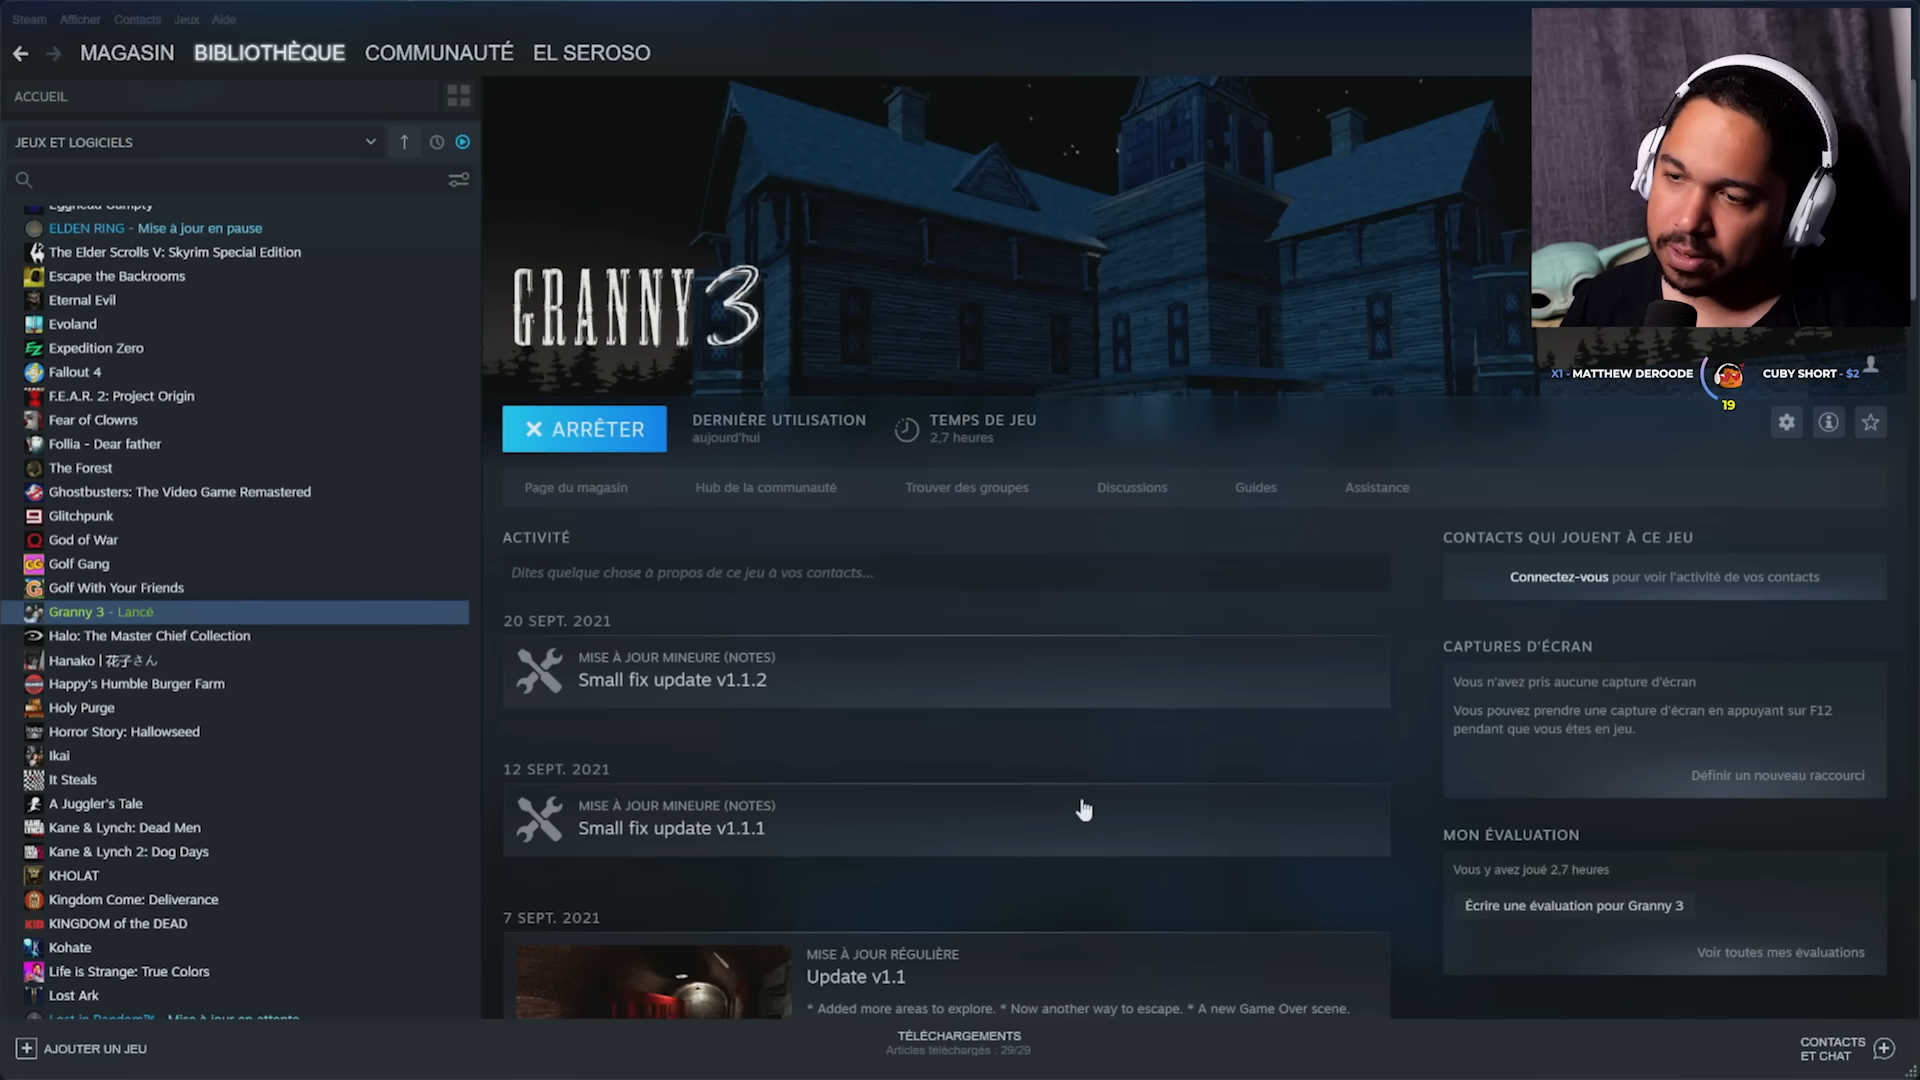 Steam Afficher Contacts Jeux Aide
MAGASIN BIBLIOTHÈQUE COMMUNAUTÉ EL SEROSO
ACCUEIL
JEUX ET LOGICIELS
Egghead Gumpty
ELDEN RING - Mise à jour en pause
The Elder Scrolls V: Skyrim Special Edition
Escape the Backrooms
Eternal Evil
Evoland
Expedition Zero
Fallout 4
F.E.A.R. 2: Project Origin
Fear of Clowns
Follia - Dear father
The Forest
Ghostbusters: The Video Game Remastered
Glitchpunk
God of War
Golf Gang
Golf With Your Friends
Granny 3 - Lancé
Halo: The Master Chief Collection
Hanako | 花子さん
Happy's Humble Burger Farm
Holy Purge
Horror Story: Hallowseed
Ikai
It Steals
A Juggler's Tale
Kane & Lynch: Dead Men
Kane & Lynch 2: Dog Days
KHOLAT
Kingdom Come: Deliverance
KINGDOM of the DEAD
Kohate
Life is Strange: True Colors
Lost Ark
Lost in Random™ - Mise à jour en attente
AJOUTER UN JEU
GRANNY 3
X1 - MATTHEW DEROODE
19
CUBY SHORT - $2
ARRÊTER
DERNIÈRE UTILISATION
aujourd'hui
TEMPS DE JEU
2,7 heures
Page du magasin Hub de la communauté Trouver des groupes Discussions Guides Assistance
ACTIVITÉ
Dites quelque chose à propos de ce jeu à vos contacts...
20 SEPT. 2021
MISE À JOUR MINEURE (NOTES)
Small fix update v1.1.2
12 SEPT. 2021
MISE À JOUR MINEURE (NOTES)
Small fix update v1.1.1
7 SEPT. 2021
MISE À JOUR RÉGULIÈRE
Update v1.1
* Added more areas to explore. * Now another way to escape. * A new Game Over scene.
CONTACTS QUI JOUENT À CE JEU
Connectez-vous pour voir l'activité de vos contacts
CAPTURES D'ÉCRAN
Vous n'avez pris aucune capture d'écran
Vous pouvez prendre une capture d'écran en appuyant sur F12
pendant que vous êtes en jeu.
Définir un nouveau raccourci
MON ÉVALUATION
Vous y avez joué 2,7 heures
Écrire une évaluation pour Granny 3
Voir toutes mes évaluations
TÉLÉCHARGEMENTS
Articles téléchargés : 29/29
CONTACTS
ET CHAT